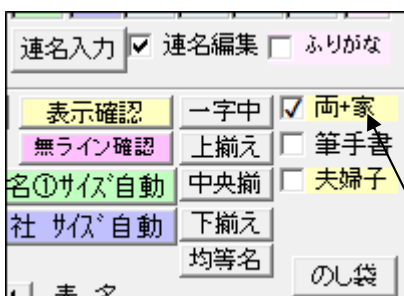 連名入力 連名編集 ふりがな
表示確認 一字中 両+家
無ライン確認 上揃え 筆手書
名①サイズ自動 中央揃 夫婦子
社 サイズ自動 下揃え
均等名 のし袋